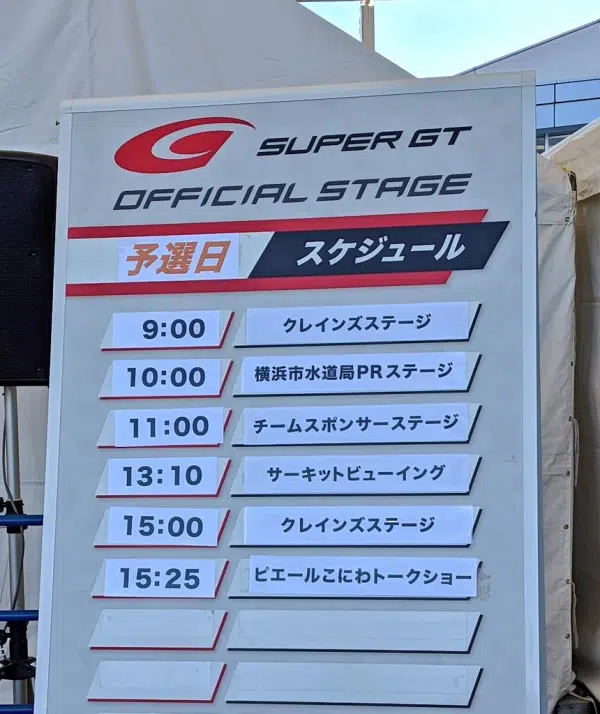 SUPER GT
OFFICIAL STAGE
予選日 スケジュール
9:00 クレインズステージ
10:00 横浜市水道局PRステージ
11:00 チームスポンサーステージ
13:10 サーキットビューイング
15:00 クレインズステージ
15:25 ピエールこにわトークショー